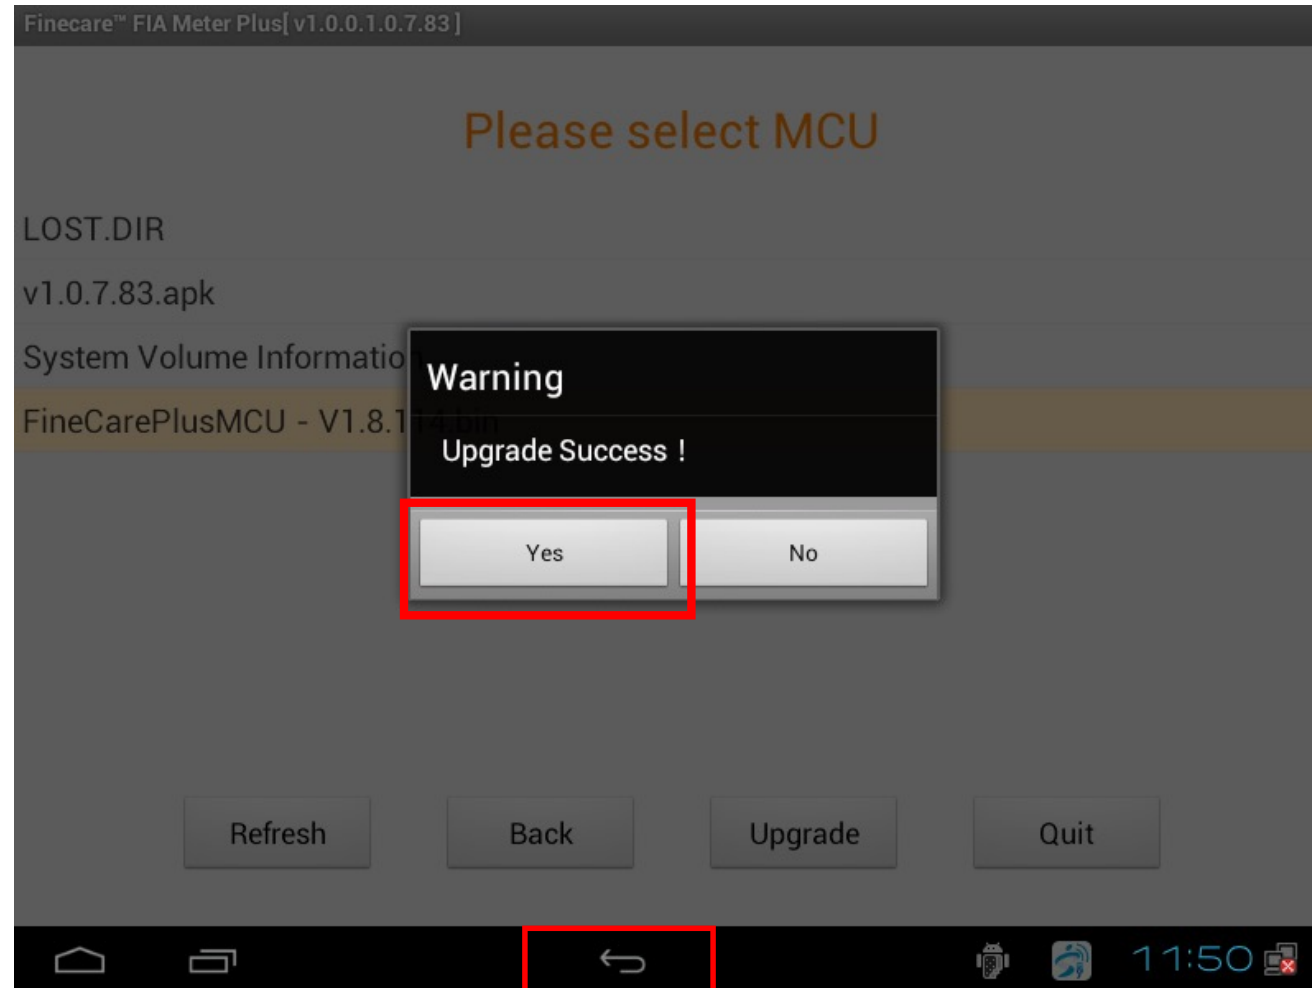 Finecare™ FIA Meter Plus[ v1.0.0.1.0.7.83 ]
Please select MCU
LOST.DIR
v1.0.7.83.apk
System Volume Informatio
FineCarePlusMCU - V1.8.114.bin
Warning
Upgrade Success !
Yes No
Refresh Back Upgrade Quit
11:50